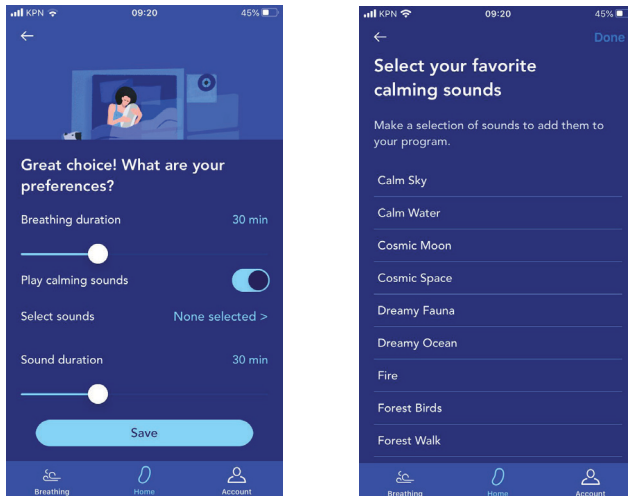 KPN 09:20 45%
Great choice! What are your
preferences?
Breathing duration 30 min
Play calming sounds
Select sounds None selected >
Sound duration 30 min
Save
Breathing Home Account
KPN 09:20 45%
Done
Select your favorite
calming sounds
Make a selection of sounds to add them to
your program.
Calm Sky
Calm Water
Cosmic Moon
Cosmic Space
Dreamy Fauna
Dreamy Ocean
Fire
Forest Birds
Forest Walk
Breathing Home Account